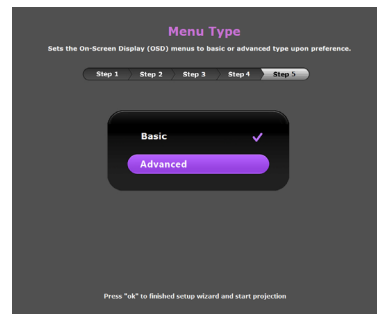 Menu Type
Sets the On-Screen Display (OSD) menus to basic or advanced type upon preference.
Step 1 Step 2 Step 3 Step 4 Step 5
Basic
Advanced
Press "ok" to finished setup wizard and start projection